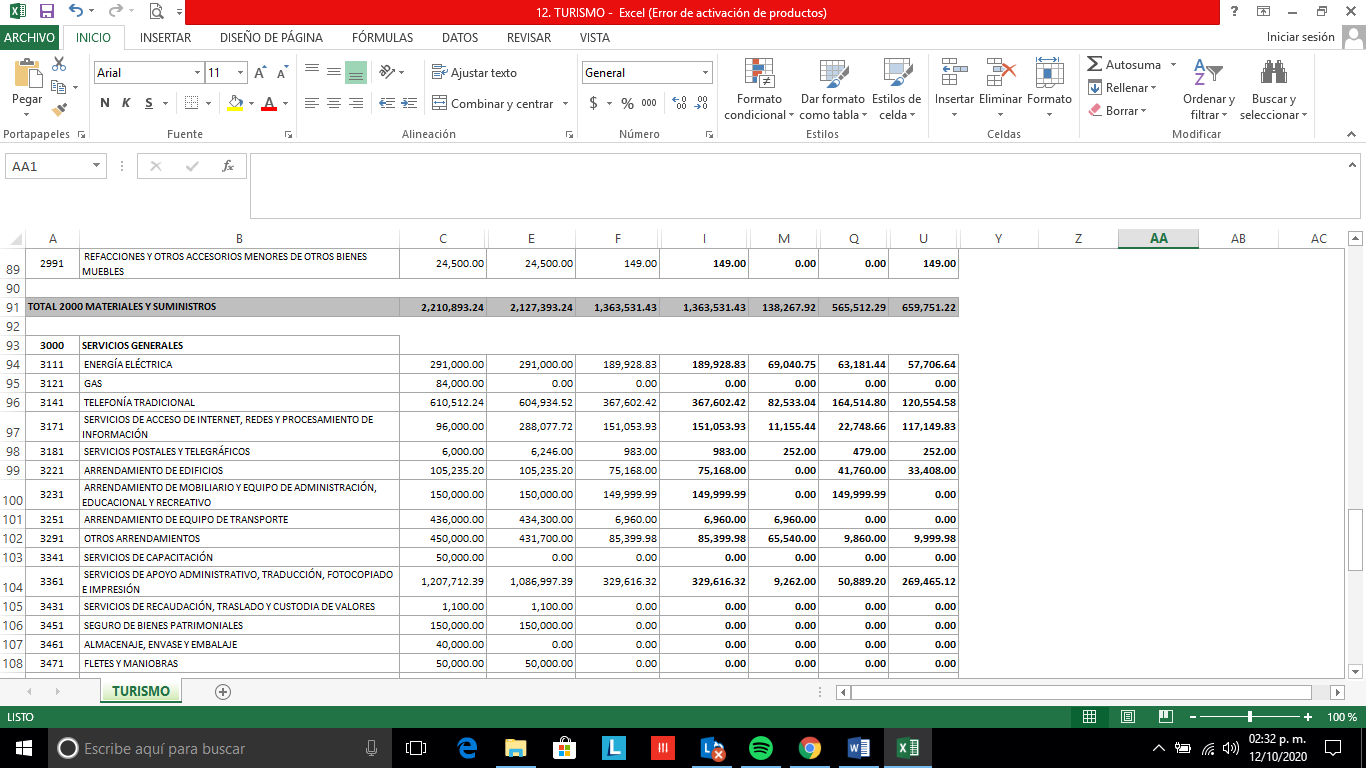 12. TURISMO - Excel (Error de activación de productos)
?
ARCHIVO INICIO INSERTAR DISEÑO DE PÁGINA FÓRMULAS DATOS REVISAR VISTA Iniciar sesión
Pegar
Portapapeles
Arial 11
N K S
Fuente
Ajustar texto
Combinar y centrar
Alineación
General
$ % 000
Número
Formato condicional
Dar formato como tabla
Estilos de celda
Estilos
Insertar Eliminar Formato
Celdas
Autosuma
Rellenar
Borrar
Ordenar y filtrar
Buscar y seleccionar
Modificar
AA1 fx
A B C E F I M Q U Y Z AA AB AC
89 2991 REFACCIONES Y OTROS ACCESORIOS MENORES DE OTROS BIENES MUEBLES 24,500.00 24,500.00 149.00 149.00 0.00 0.00 149.00
90
91 TOTAL 2000 MATERIALES Y SUMINISTROS 2,210,893.24 2,127,393.24 1,363,531.43 1,363,531.43 138,267.92 565,512.29 659,751.22
92
93 3000 SERVICIOS GENERALES
94 3111 ENERGÍA ELÉCTRICA 291,000.00 291,000.00 189,928.83 189,928.83 69,040.75 63,181.44 57,706.64
95 3121 GAS 84,000.00 0.00 0.00 0.00 0.00 0.00 0.00
96 3141 TELEFONÍA TRADICIONAL 610,512.24 604,934.52 367,602.42 367,602.42 82,533.04 164,514.80 120,554.58
97 3171 SERVICIOS DE ACCESO DE INTERNET, REDES Y PROCESAMIENTO DE INFORMACIÓN 96,000.00 288,077.72 151,053.93 151,053.93 11,155.44 22,748.66 117,149.83
98 3181 SERVICIOS POSTALES Y TELEGRÁFICOS 6,000.00 6,246.00 983.00 983.00 252.00 479.00 252.00
99 3221 ARRENDAMIENTO DE EDIFICIOS 105,235.20 105,235.20 75,168.00 75,168.00 0.00 41,760.00 33,408.00
100 3231 ARRENDAMIENTO DE MOBILIARIO Y EQUIPO DE ADMINISTRACIÓN, EDUCACIONAL Y RECREATIVO 150,000.00 150,000.00 149,999.99 149,999.99 0.00 149,999.99 0.00
101 3251 ARRENDAMIENTO DE EQUIPO DE TRANSPORTE 436,000.00 434,300.00 6,960.00 6,960.00 6,960.00 0.00 0.00
102 3291 OTROS ARRENDAMIENTOS 450,000.00 431,700.00 85,399.98 85,399.98 65,540.00 9,860.00 9,999.98
103 3341 SERVICIOS DE CAPACITACIÓN 50,000.00 0.00 0.00 0.00 0.00 0.00 0.00
104 3361 SERVICIOS DE APOYO ADMINISTRATIVO, TRADUCCIÓN, FOTOCOPIADO E IMPRESIÓN 1,207,712.39 1,086,997.39 329,616.32 329,616.32 9,262.00 50,889.20 269,465.12
105 3431 SERVICIOS DE RECAUDACIÓN, TRASLADO Y CUSTODIA DE VALORES 1,100.00 1,100.00 0.00 0.00 0.00 0.00 0.00
106 3451 SEGURO DE BIENES PATRIMONIALES 150,000.00 150,000.00 0.00 0.00 0.00 0.00 0.00
107 3461 ALMACENAJE, ENVASE Y EMBALAJE 40,000.00 0.00 0.00 0.00 0.00 0.00 0.00
108 3471 FLETES Y MANIOBRAS 50,000.00 50,000.00 0.00 0.00 0.00 0.00 0.00
TURISMO
LISTO 100 %
Escribe aquí para buscar
02:32 p. m.
12/10/2020